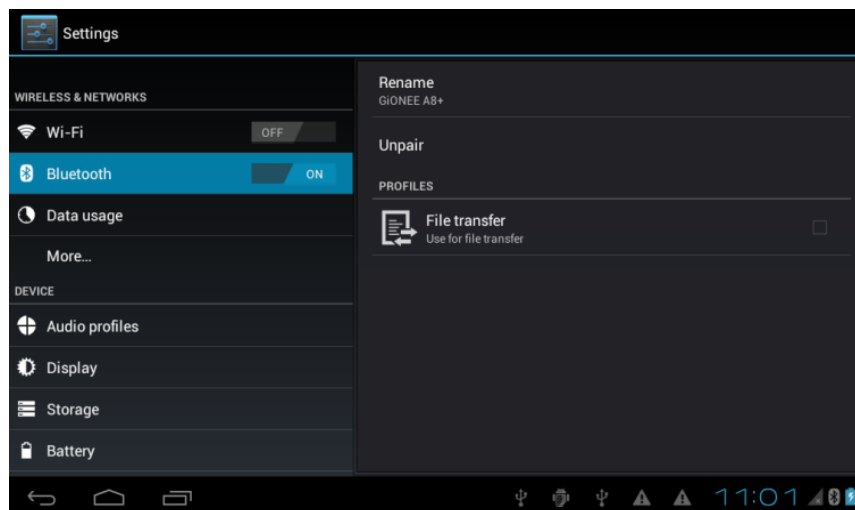 Settings
WIRELESS & NETWORKS
Wi-Fi
OFF
Bluetooth
ON
Data usage
More...
DEVICE
Audio profiles
Display
Storage
Battery
Rename
GiONEE A8+
Unpair
PROFILES
File transfer
Use for file transfer
11:01